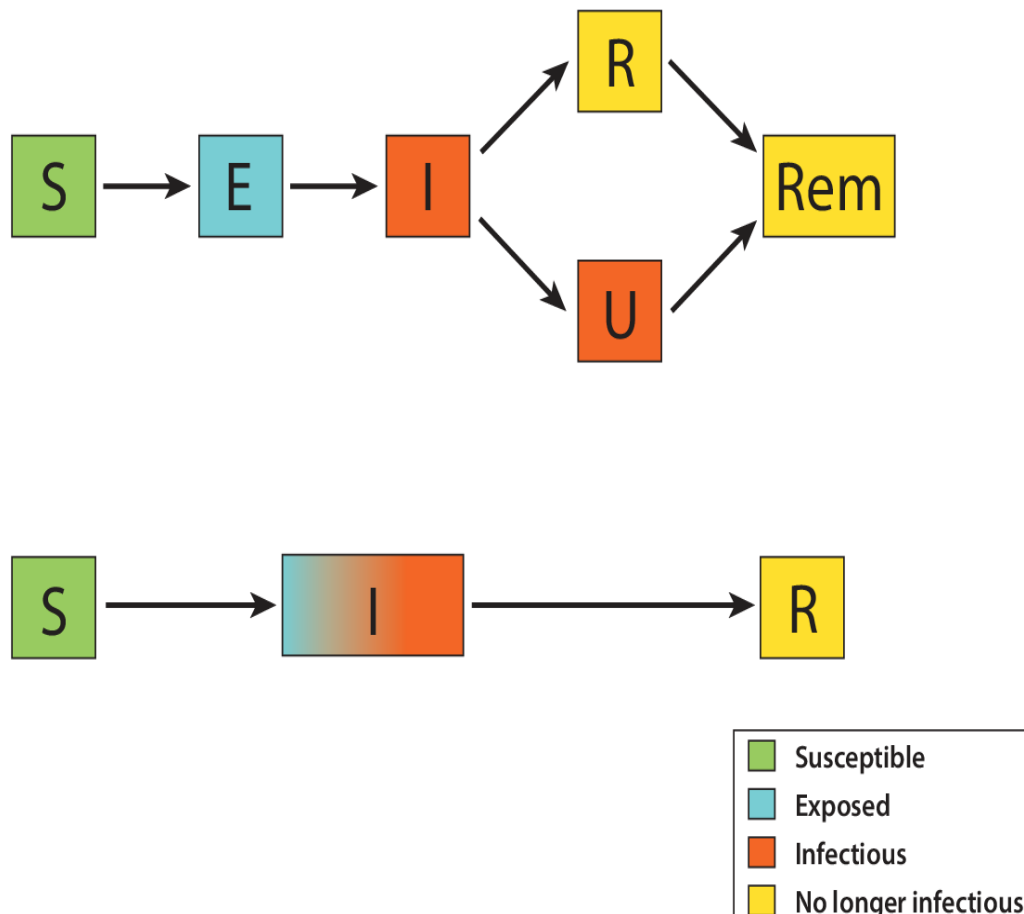 R
S
E
I
Rem
U
S
I
R
Susceptible
Exposed
Infectious
No longer infectious